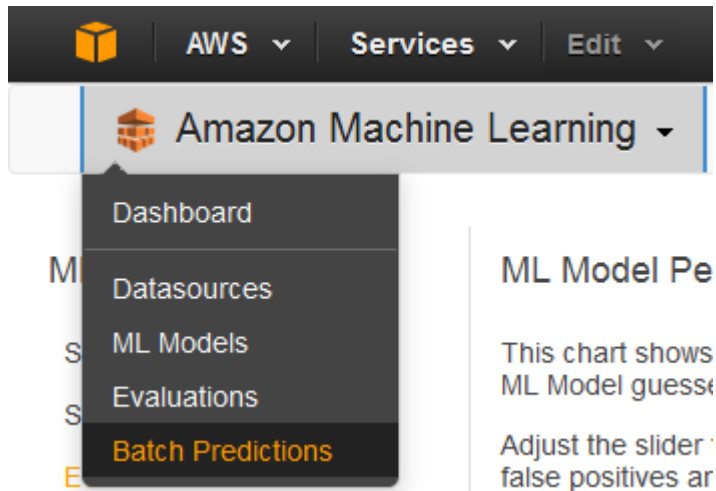 AWS Services Edit
Amazon Machine Learning
Dashboard
Datasources
ML Models
Evaluations
Batch Predictions
ML Model Pe
This chart shows
ML Model guesse
Adjust the slider
false positives an